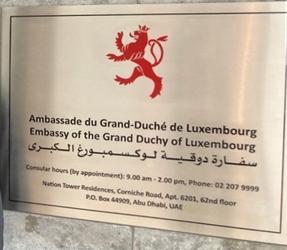 Ambassade du Grand-Duché de Luxembourg
Embassy of the Grand Duchy of Luxembourg
سفارة دوقية لوكسمبورغ الكبرى
Consular hours (by appointment): 9.00 am - 2.00 pm, Phone: 02 207 9999
Nation Tower Residences, Corniche Road, Apt. 6201, 62nd floor
P.O. Box 44909, Abu Dhabi, UAE